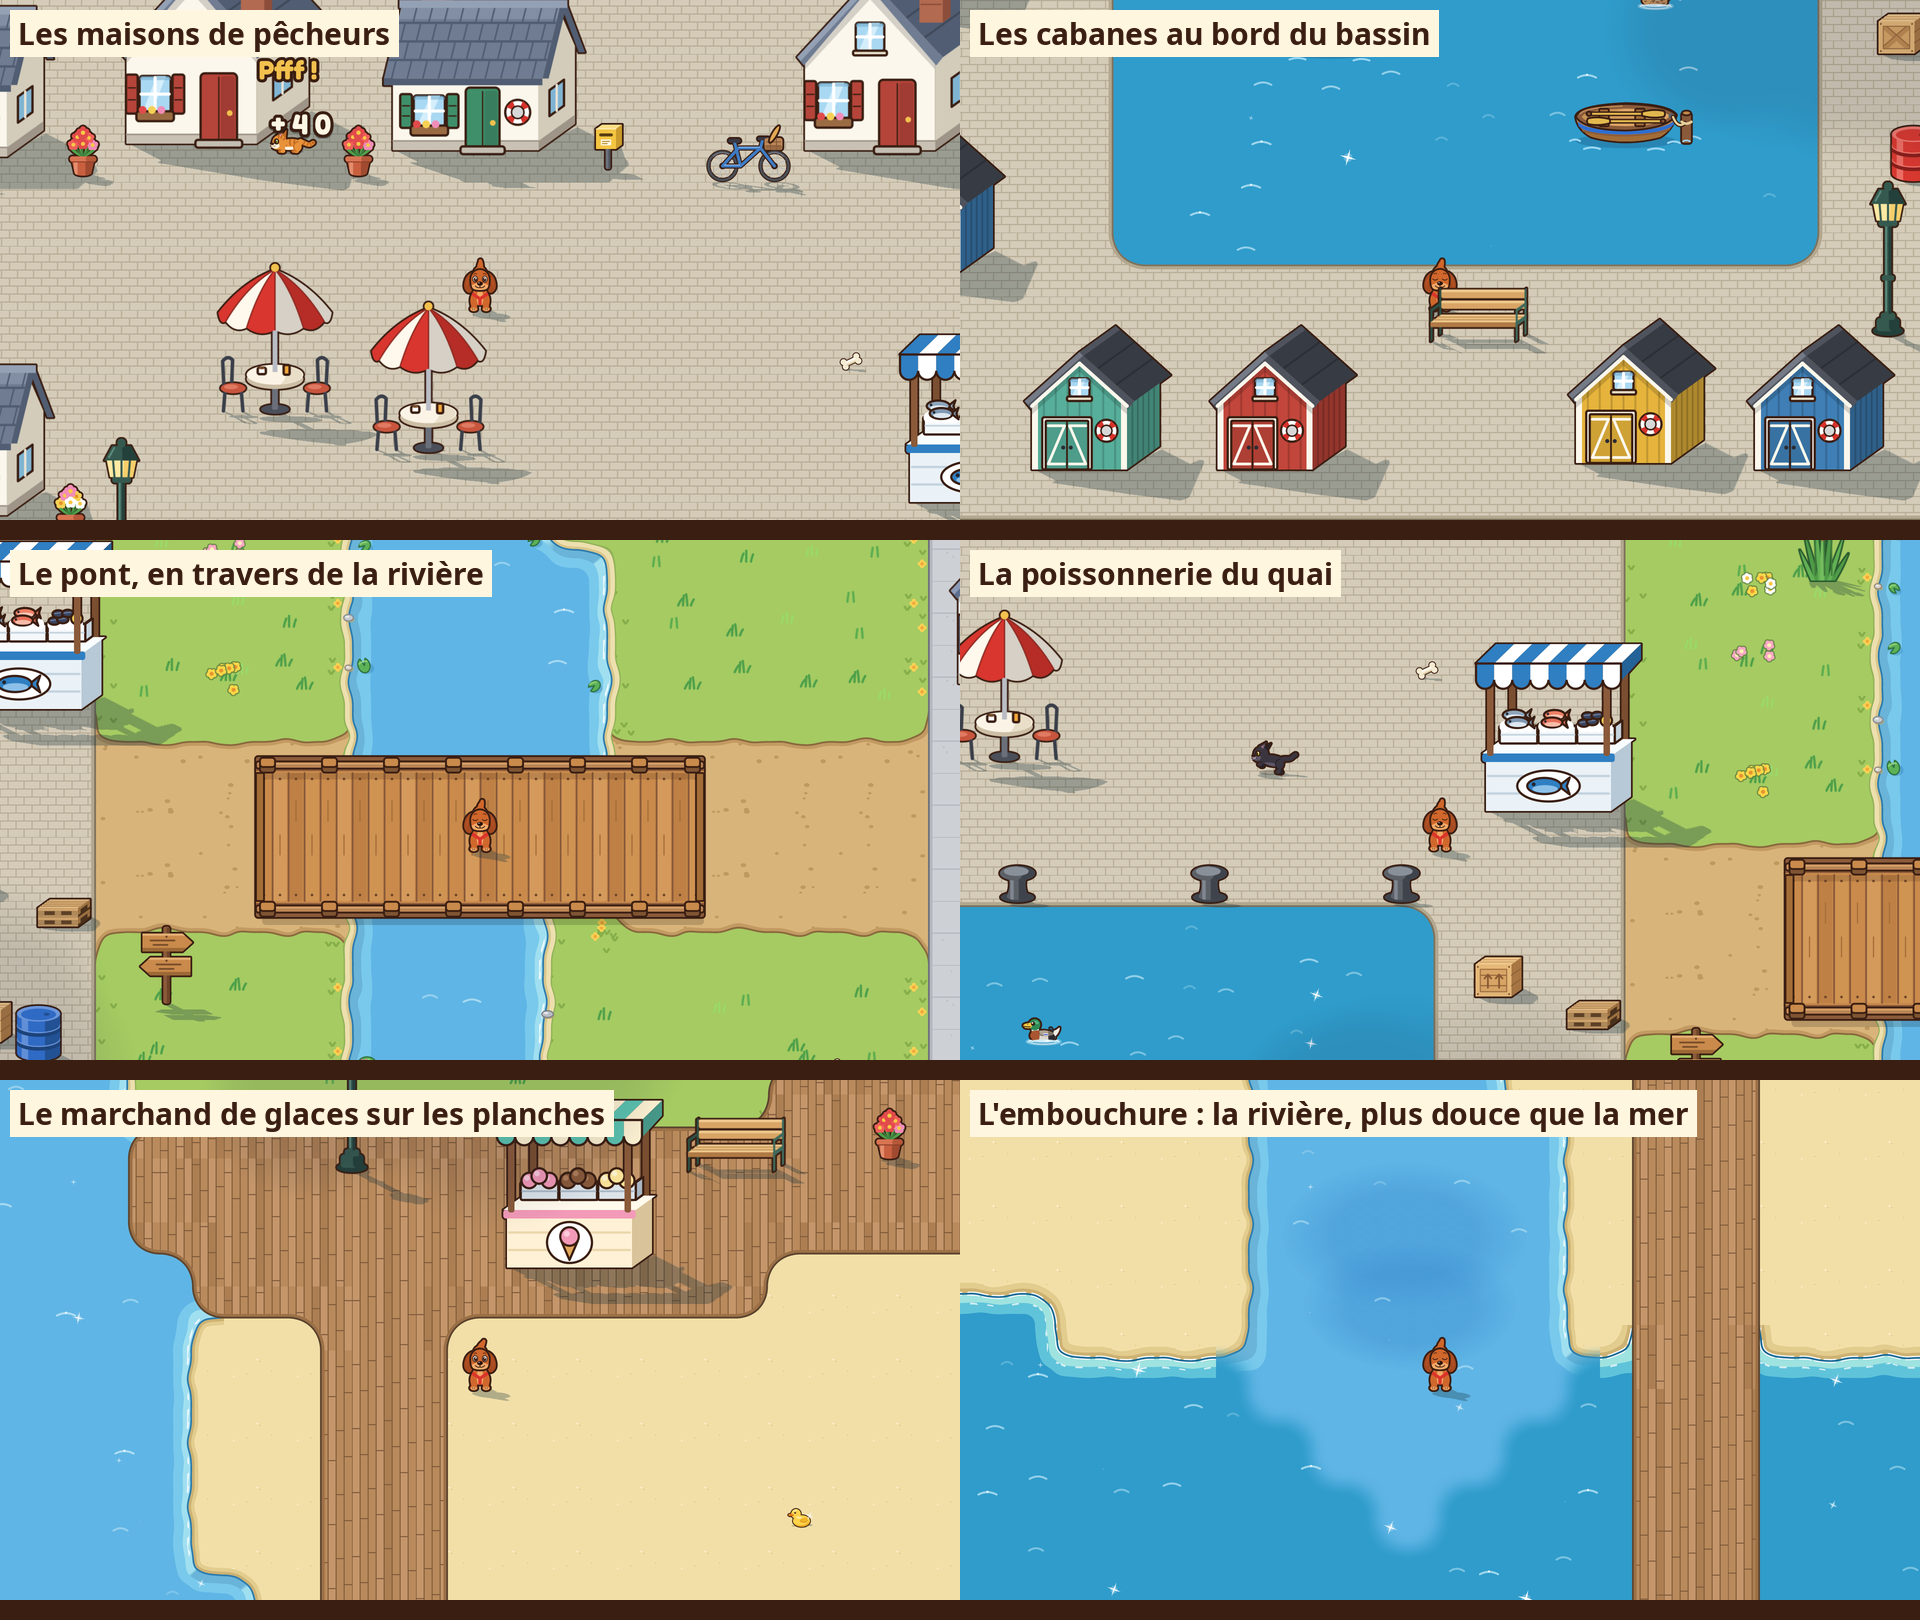 Les maisons de pêcheurs
Pfff !
+40
Les cabanes au bord du bassin
Le pont, en travers de la rivière
La poissonnerie du quai
Le marchand de glaces sur les planches
L'embouchure : la rivière, plus douce que la mer